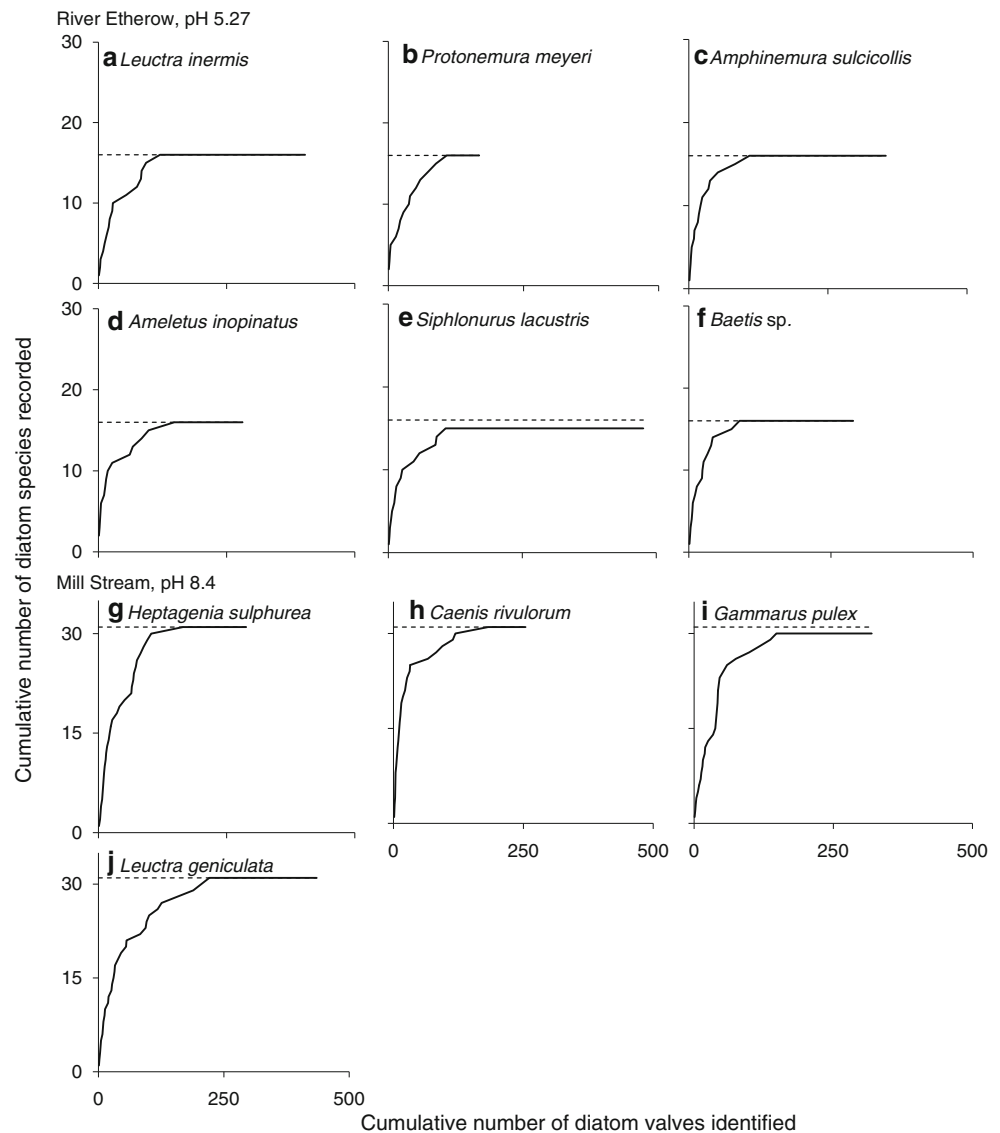 River Etherow, pH 5.27
30
20
10
0
a Leuctra inermis
b Protonemura meyeri
c Amphinemura sulcicollis
30
20
10
0
d Ameletus inopinatus
e Siphlonurus lacustris
f Baetis sp.
Cumulative number of diatom species recorded
Mill Stream, pH 8.4
30
15
0
g Heptagenia sulphurea
h Caenis rivulorum
i Gammarus pulex
0 250 500
0 250 500
j Leuctra geniculata
30
15
0
0 250 500
Cumulative number of diatom valves identified